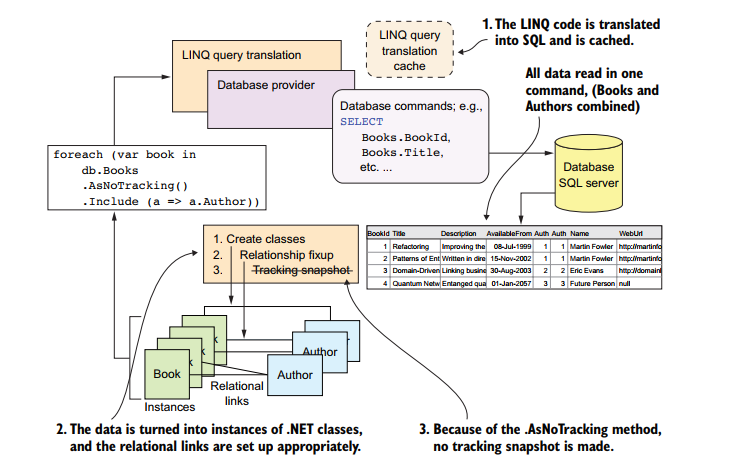 1. The LINQ code is translated
into SQL and is cached.
LINQ query
translation
cache
LINQ query translation
Database provider
Database commands; e.g.,
SELECT
Books.BookId,
Books.Title,
etc. ...
All data read in one
command, (Books and
Authors combined)
Database
SQL server
foreach (var book in
db.Books
.AsNoTracking()
.Include (a => a.Author))
1. Create classes
2. Relationship fixup
3. Tracking snapshot
BookId Title Description AvailableFrom Auth Auth Name WebUrl
1 Refactoring Improving the 08-Jul-1999 1 1 Martin Fowler http://martinfo
2 Patterns of Ent Written in dire 15-Nov-2002 1 1 Martin Fowler http://martinfo
3 Domain-Driven Linking busine 30-Aug-2003 2 2 Eric Evans http://domainl
4 Quantum Netw Entanged qua 01-Jan-2057 3 3 Future Person null
k
k
k
Book
Author
Author
Relational
links
Instances
2. The data is turned into instances of .NET classes,
and the relational links are set up appropriately.
3. Because of the .AsNoTracking method,
no tracking snapshot is made.